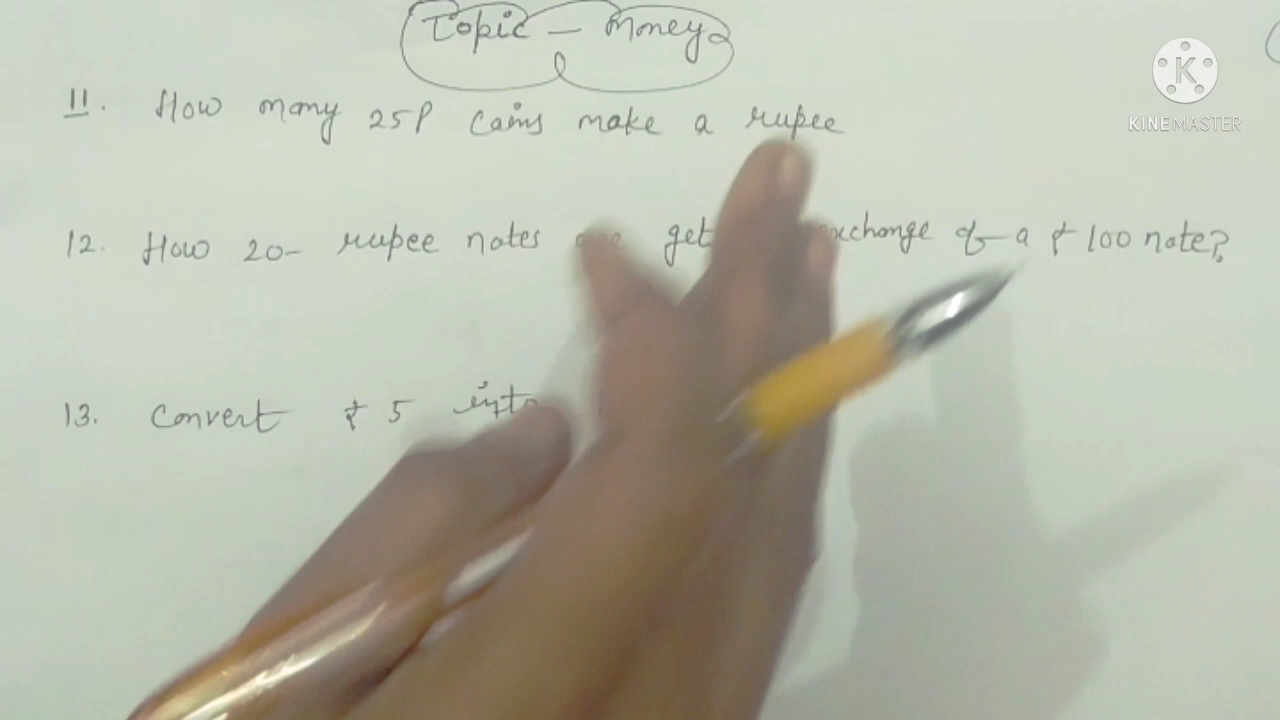 Topic – Money
11. How many 25P Coins make a rupee
12. How 20- rupee notes get exchange of a ₹ 100 note?
13. Convert ₹ 5 into
KINEMASTER